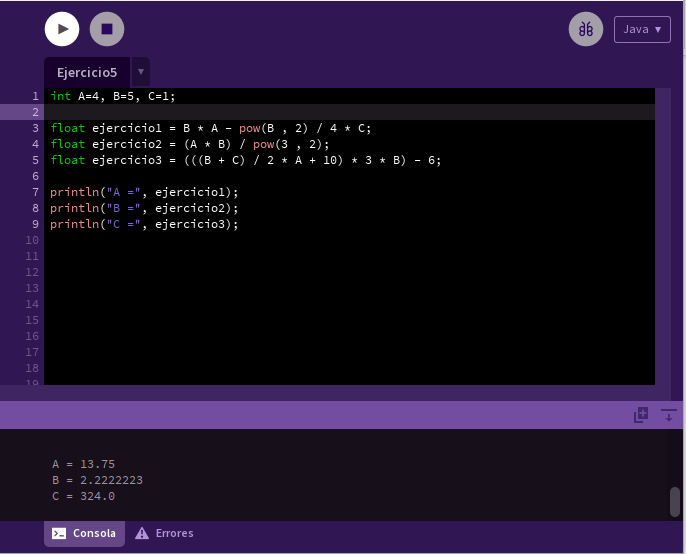 Java ▾
Ejercicio5 ▾
1 int A=4, B=5, C=1;
2
3 float ejercicio1 = B * A - pow(B , 2) / 4 * C;
4 float ejercicio2 = (A * B) / pow(3 , 2);
5 float ejercicio3 = (((B + C) / 2 * A + 10) * 3 * B) - 6;
6
7 println("A =", ejercicio1);
8 println("B =", ejercicio2);
9 println("C =", ejercicio3);
10
11
12
13
14
15
16
17
18
19
A = 13.75
B = 2.2222223
C = 324.0
Consola Errores